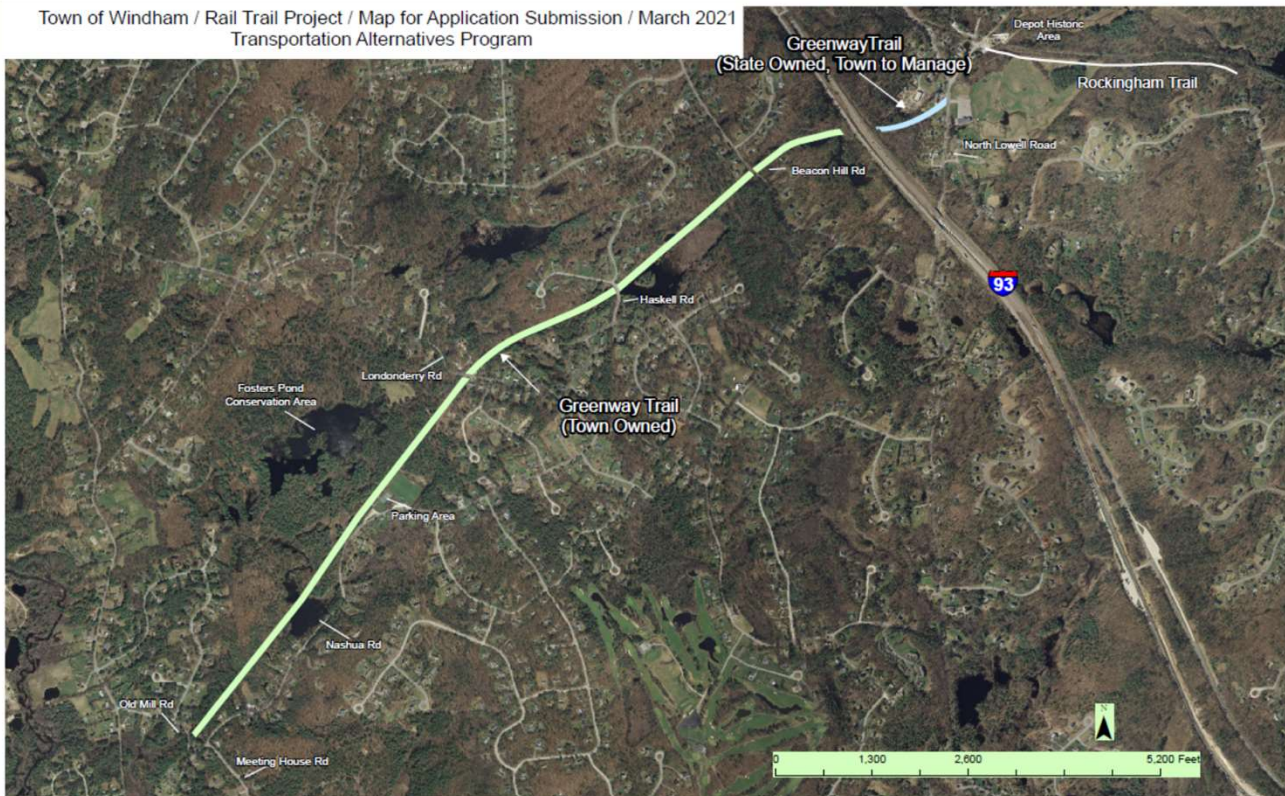 Town of Windham / Rail Trail Project / Map for Application Submission / March 2021
Transportation Alternatives Program
Depot Historic
Area
GreenwayTrail
(State Owned, Town to Manage)
Rockingham Trail
North Lowell Road
Beacon Hill Rd
93
Haskell Rd
Londonderry Rd
Fosters Pond
Conservation Area
Greenway Trail
(Town Owned)
Parking Area
Nashua Rd
Old Mill Rd
Meeting House Rd
N
0 1,300 2,600 5,200 Feet